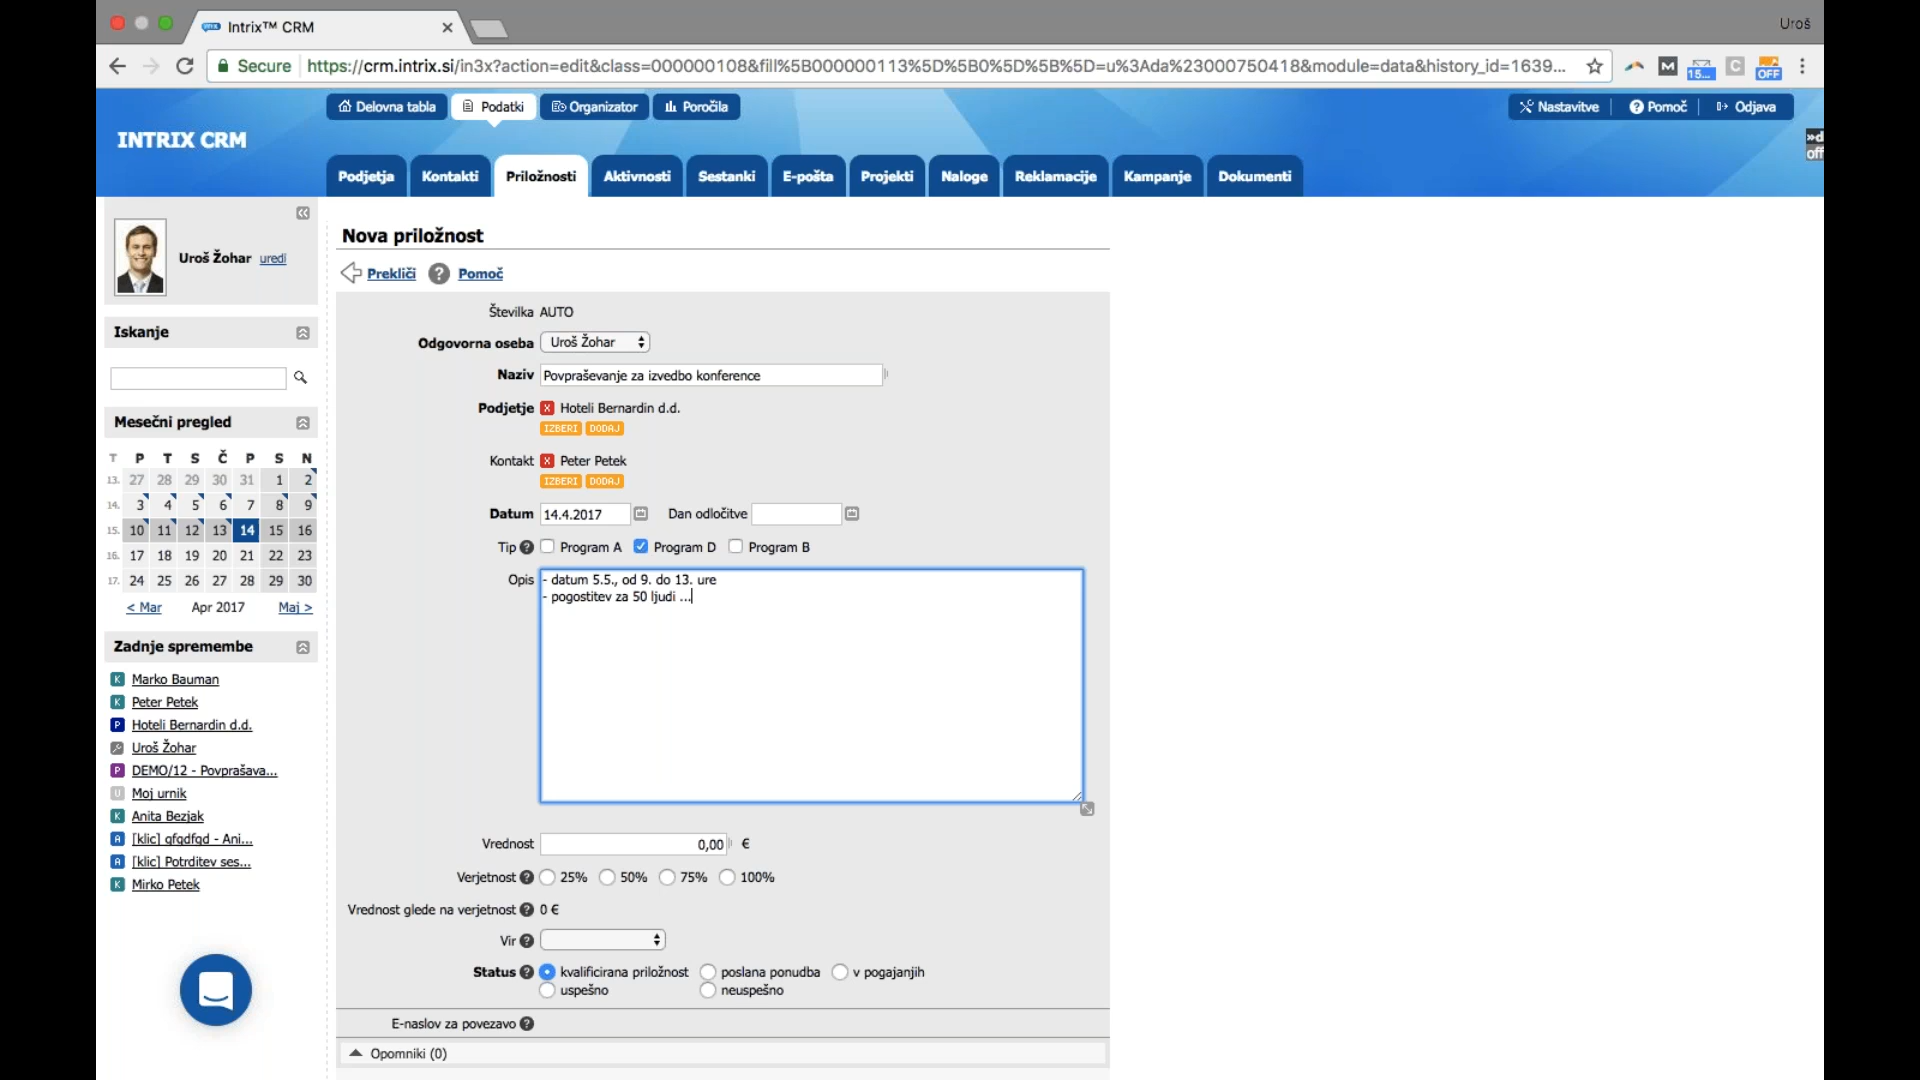 Intrix™ CRM
Uroš
Secure https://crm.intrix.si/in3x?action=edit&class=000000108&fill%5B000000113%5D%5B0%5D%5B%5D=u%3Ada%23000750418&module=data&history_id=1639...
M
15...
C
OFF
Delovna tabla Podatki Organizator Poročila
Nastavitve Pomoč Odjava
INTRIX CRM
»d
off
Podjetja Kontakti Priložnosti Aktivnosti Sestanki E-pošta Projekti Naloge Reklamacije Kampanje Dokumenti
Uroš Žohar uredi
Iskanje
Mesečni pregled
T P T S Č P S N
13. 27 28 29 30 31 1 2
14. 3 4 5 6 7 8 9
15. 10 11 12 13 14 15 16
16. 17 18 19 20 21 22 23
17. 24 25 26 27 28 29 30
< Mar Apr 2017 Maj >
Zadnje spremembe
K Marko Bauman
K Peter Petek
P Hoteli Bernardin d.d.
Uroš Žohar
P DEMO/12 - Povprašava...
U Moj urnik
K Anita Bezjak
A [klic] gfgdfgd - Ani...
A [klic] Potrditev ses...
K Mirko Petek
Nova priložnost
Prekliči ? Pomoč
Številka AUTO
Odgovorna oseba Uroš Žohar
Naziv Povpraševanje za izvedbo konference
Podjetje X Hoteli Bernardin d.d.
IZBERI DODAJ
Kontakt X Peter Petek
IZBERI DODAJ
Datum 14.4.2017 Dan odločitve
Tip ? Program A Program D Program B
Opis - datum 5.5., od 9. do 13. ure
- pogostitev za 50 ljudi ...
Vrednost 0,00 €
Verjetnost ? 25% 50% 75% 100%
Vrednost glede na verjetnost ? 0 €
Vir ?
Status ? kvalificirana priložnost poslana ponudba v pogajanjih
uspešno neuspešno
E-naslov za povezavo ?
Opomniki (0)